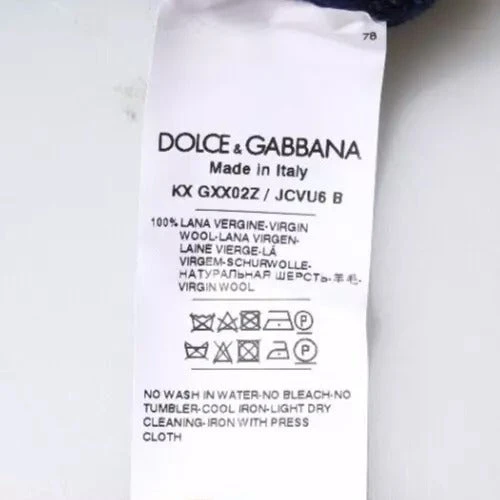 78
DOLCE & GABBANA
Made in Italy
KX GXX02Z / JCVU6 B
100% LANA VERGINE-VIRGIN
WOOL-LANA VIRGEN-
LAINE VIERGE-LÃ
VIRGEM-SCHURWOLLE-
НАТУРАЛЬНАЯ ШЕРСТЬ-羊毛-
VIRGIN WOOL
P
P
NO WASH IN WATER-NO BLEACH-NO
TUMBLER-COOL IRON-LIGHT DRY
CLEANING-IRON WITH PRESS
CLOTH